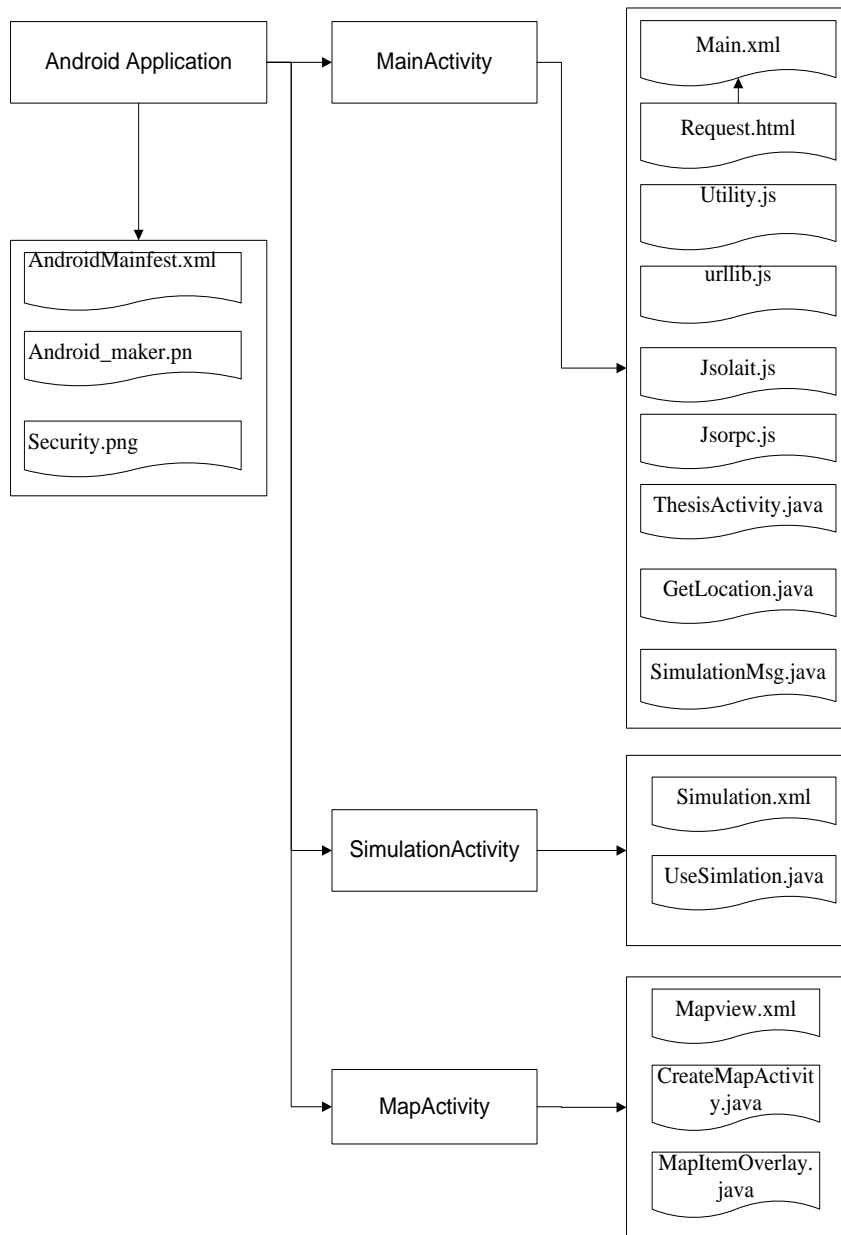 Android Application
MainActivity
Main.xml
Request.html
Utility.js
urllib.js
Jsolait.js
Jsorpc.js
ThesisActivity.java
GetLocation.java
SimulationMsg.java
AndroidMainfest.xml
Android_maker.pn
Security.png
SimulationActivity
Simulation.xml
UseSimlation.java
MapActivity
Mapview.xml
CreateMapActivit
y.java
MapItemOverlay.
java